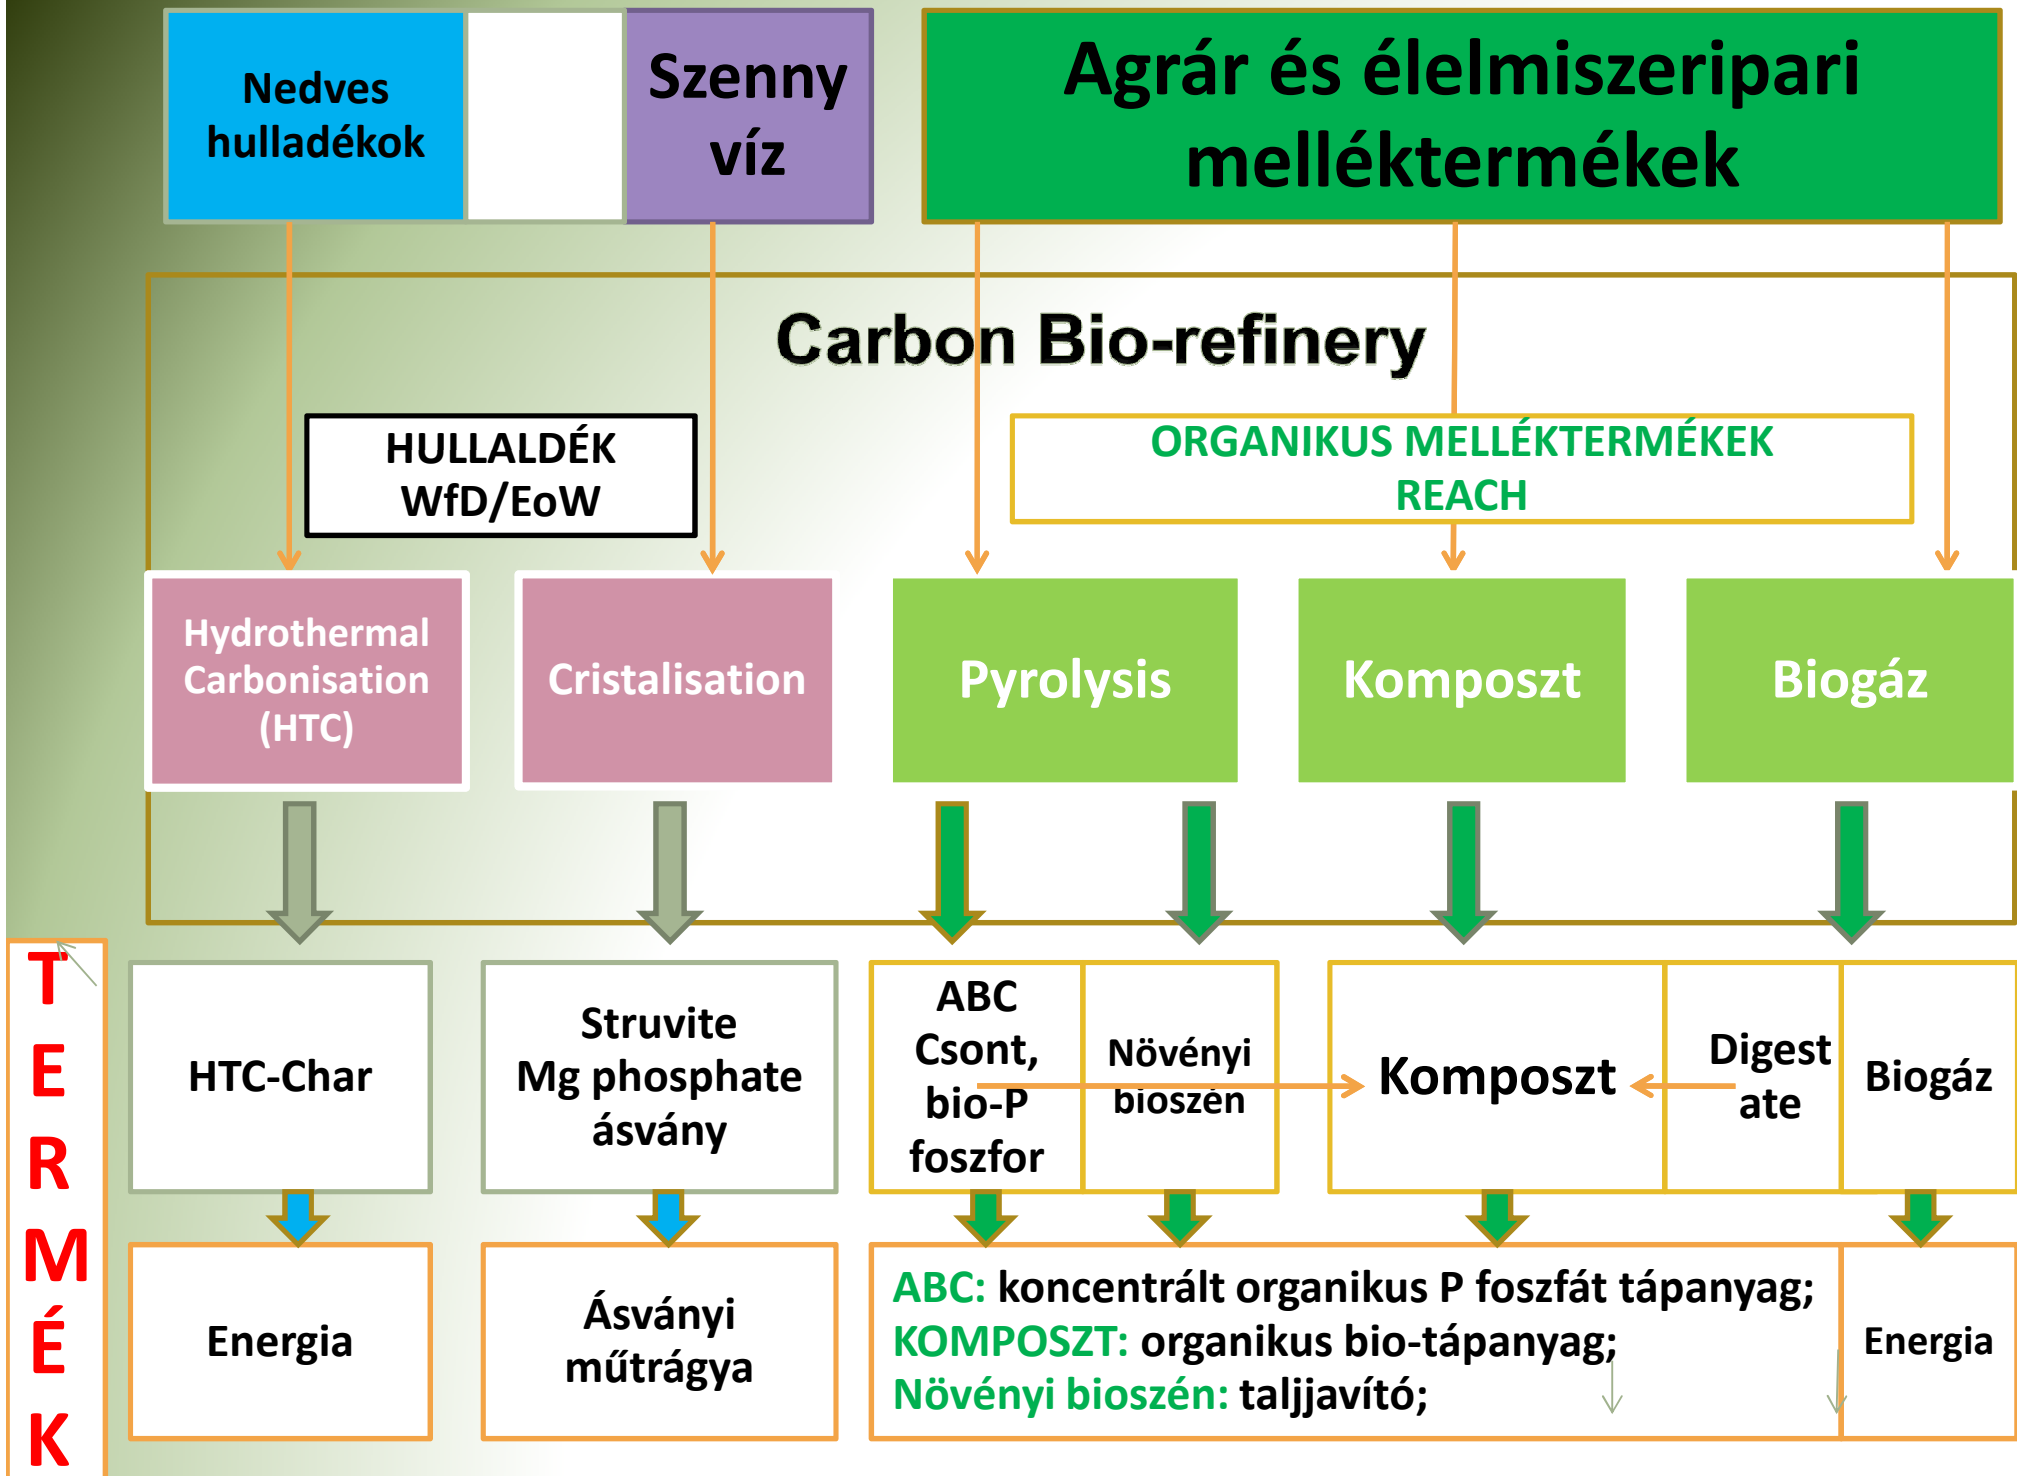 Nedves
hulladékok
Szenny
víz
Agrár és élelmiszeripari
melléktermékek
Carbon Bio-refinery
HULLALDÉK
WfD/EoW
ORGANIKUS MELLÉKTERMÉKEK
REACH
Hydrothermal
Carbonisation
(HTC)
Cristalisation
Pyrolysis
Komposzt
Biogáz
T
E
R
M
É
K
HTC-Char
Struvite
Mg phosphate
ásvány
ABC
Csont,
bio-P
foszfor
Növényi
bioszén
Komposzt
Digest
ate
Biogáz
Energia
Ásványi
műtrágya
ABC: koncentrált organikus P foszfát tápanyag;
KOMPOSZT: organikus bio-tápanyag;
Növényi bioszén: taljjavító;
Energia